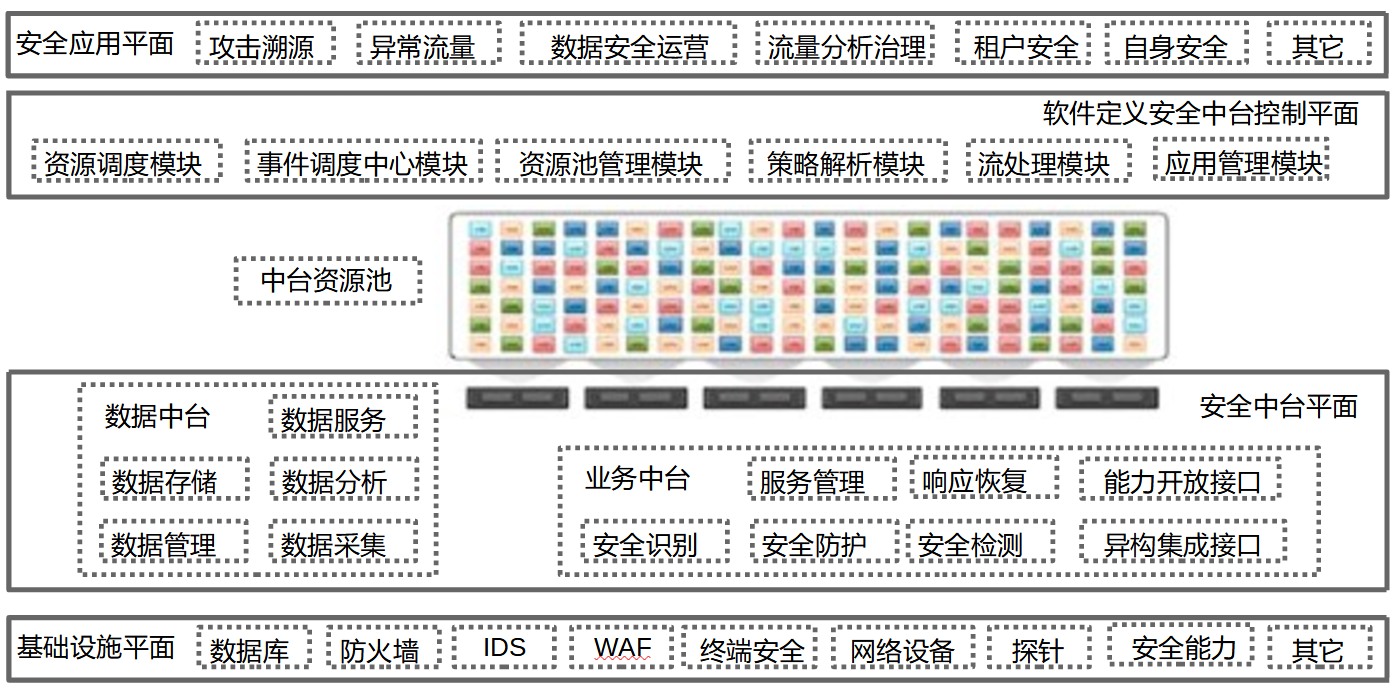 安全应用平面 攻击溯源 异常流量 数据安全运营 流量分析治理 租户安全 自身安全 其它
软件定义安全中台控制平面
资源调度模块 事件调度中心模块 资源池管理模块 策略解析模块 流处理模块 应用管理模块
中台资源池
安全中台平面
数据中台 数据服务
数据存储 数据分析
数据管理 数据采集
业务中台 服务管理 响应恢复 能力开放接口
安全识别 安全防护 安全检测 异构集成接口
基础设施平面 数据库 防火墙 IDS WAF 终端安全 网络设备 探针 安全能力 其它